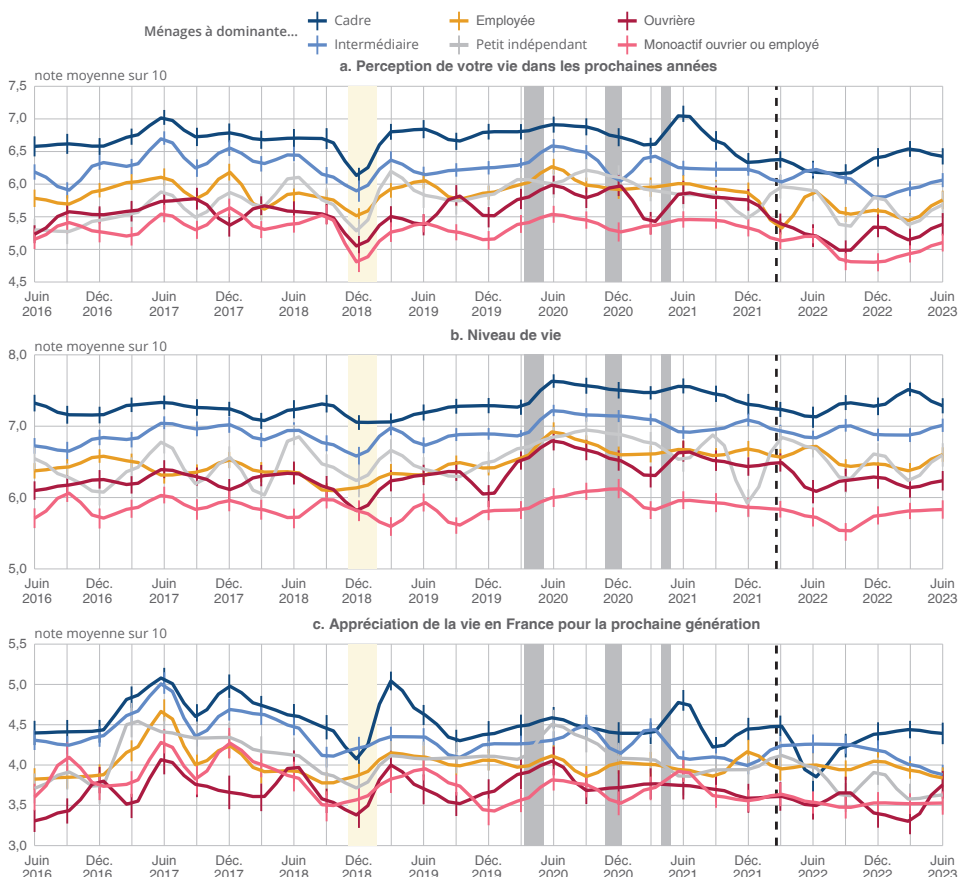 Ménages à dominante...
Cadre
Employée
Ouvrière
Intermédiaire
Petit indépendant
Monoactif ouvrier ou employé
a. Perception de votre vie dans les prochaines années
note moyenne sur 10
7,5
7,0
6,5
6,0
5,5
5,0
4,5
Juin Déc. Juin Déc. Juin Déc. Juin Déc. Juin Déc. Juin Déc. Juin Déc. Juin
2016 2016 2017 2017 2018 2018 2019 2019 2020 2020 2021 2021 2022 2022 2023
b. Niveau de vie
note moyenne sur 10
8,0
7,0
6,0
5,0
Juin Déc. Juin Déc. Juin Déc. Juin Déc. Juin Déc. Juin Déc. Juin Déc. Juin
2016 2016 2017 2017 2018 2018 2019 2019 2020 2020 2021 2021 2022 2022 2023
c. Appréciation de la vie en France pour la prochaine génération
note moyenne sur 10
5,5
5,0
4,5
4,0
3,5
3,0
Juin Déc. Juin Déc. Juin Déc. Juin Déc. Juin Déc. Juin Déc. Juin Déc. Juin
2016 2016 2017 2017 2018 2018 2019 2019 2020 2020 2021 2021 2022 2022 2023